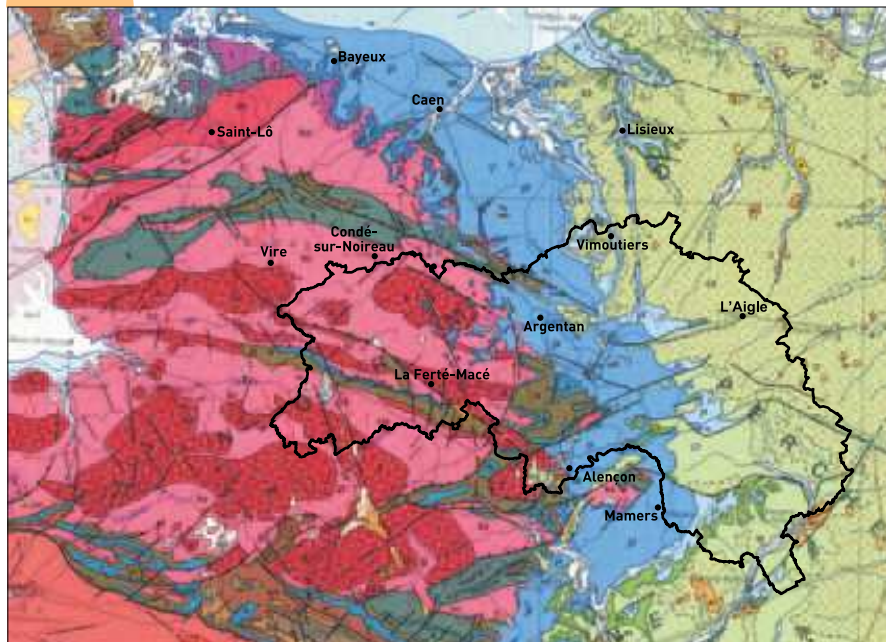 Bayeux
Caen
Saint-Lô
Lisieux
Condé-
sur-Noireau
Vire
Vimoutiers
Argentan
L'Aigle
La Ferté-Macé
Alençon
Mamers